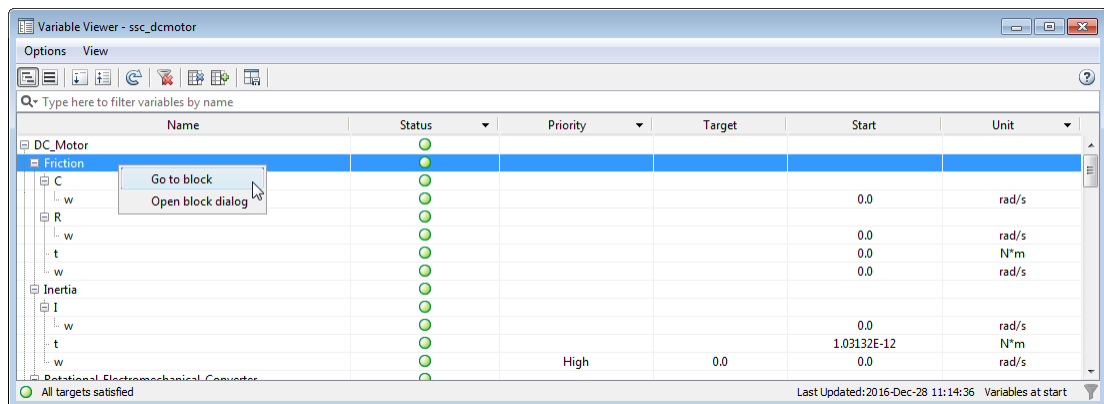 Variable Viewer - ssc_dcmotor
Options View
Type here to filter variables by name
Name Status Priority Target Start Unit
DC_Motor
Friction
Go to block
C
Open block dialog
w 0.0 rad/s
R
w 0.0 rad/s
t 0.0 N*m
w 0.0 rad/s
Inertia
I
w 0.0 rad/s
t 1.03132E-12 N*m
w High 0.0 0.0 rad/s
Rotational Electromechanical Converter
All targets satisfied Last Updated:2016-Dec-28 11:14:36 Variables at start